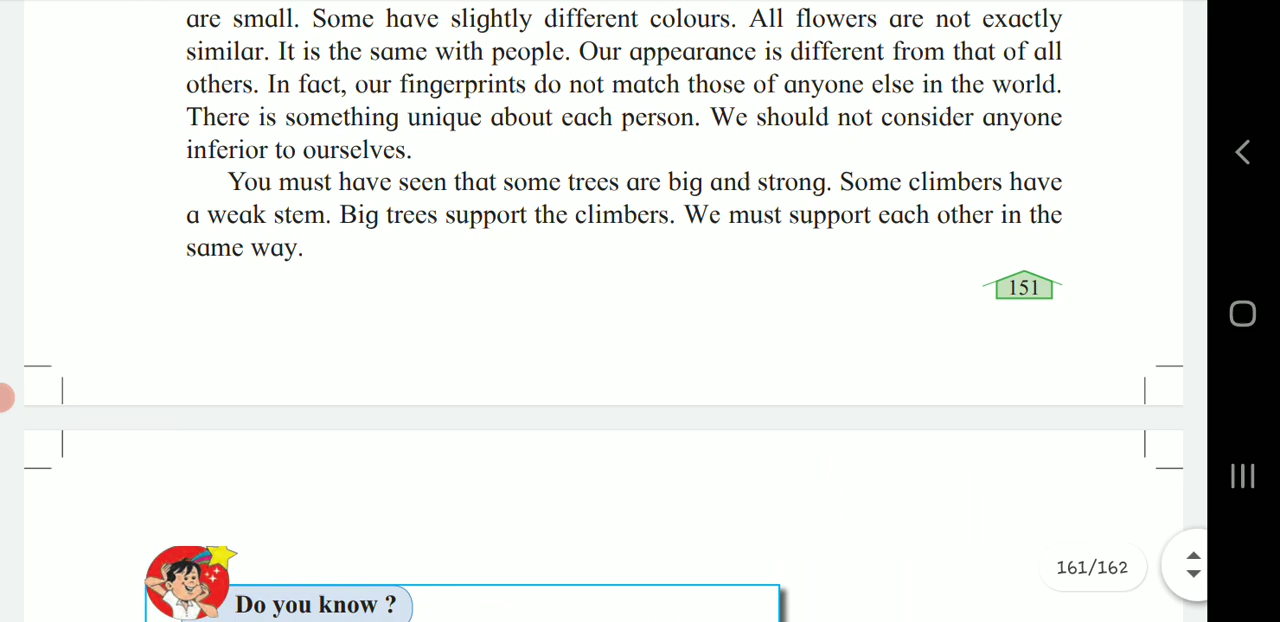 are small. Some have slightly different colours. All flowers are not exactly
similar. It is the same with people. Our appearance is different from that of all
others. In fact, our fingerprints do not match those of anyone else in the world.
There is something unique about each person. We should not consider anyone
inferior to ourselves.
You must have seen that some trees are big and strong. Some climbers have
a weak stem. Big trees support the climbers. We must support each other in the
same way.
151
161/162
Do you know ?